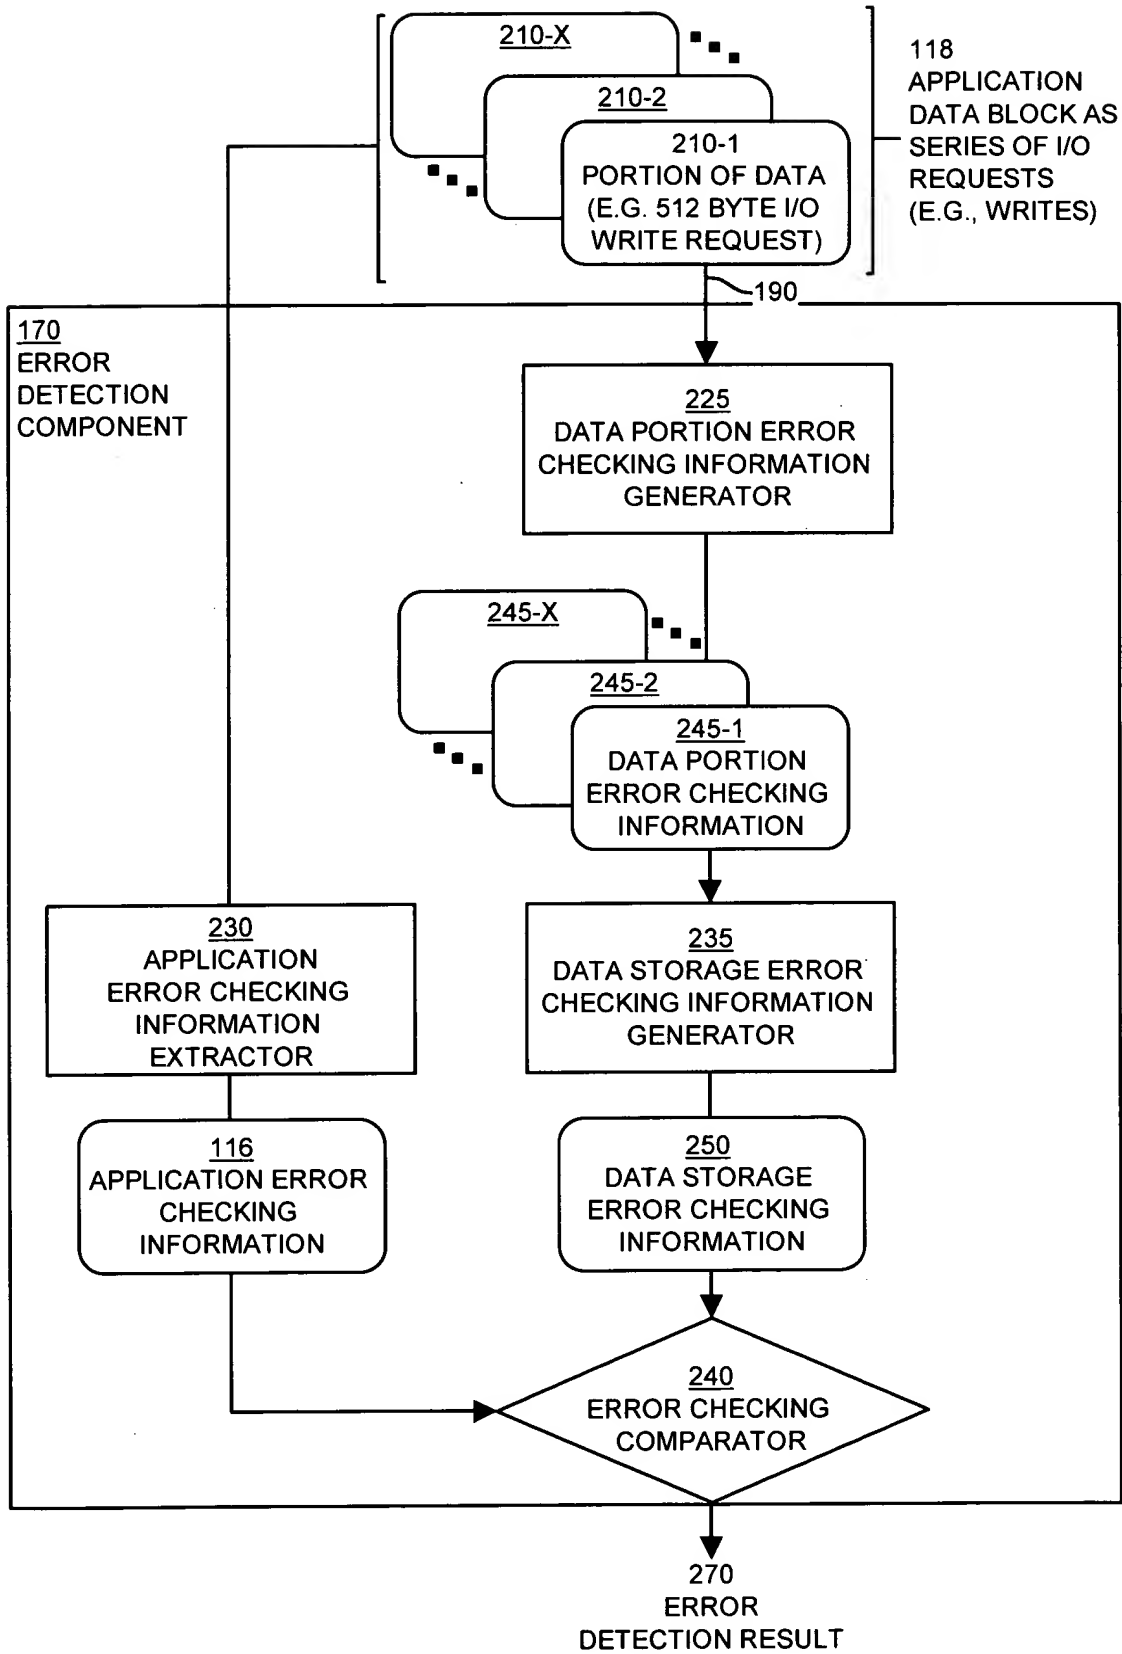 210-X
210-2
210-1
PORTION OF DATA
(E.G. 512 BYTE I/O
WRITE REQUEST)
118
APPLICATION
DATA BLOCK AS
SERIES OF I/O
REQUESTS
(E.G., WRITES)
190
170
ERROR
DETECTION
COMPONENT
225
DATA PORTION ERROR
CHECKING INFORMATION
GENERATOR
245-X
245-2
245-1
DATA PORTION
ERROR CHECKING
INFORMATION
230
APPLICATION
ERROR CHECKING
INFORMATION
EXTRACTOR
235
DATA STORAGE ERROR
CHECKING INFORMATION
GENERATOR
116
APPLICATION ERROR
CHECKING
INFORMATION
250
DATA STORAGE
ERROR CHECKING
INFORMATION
240
ERROR CHECKING
COMPARATOR
270
ERROR
DETECTION RESULT